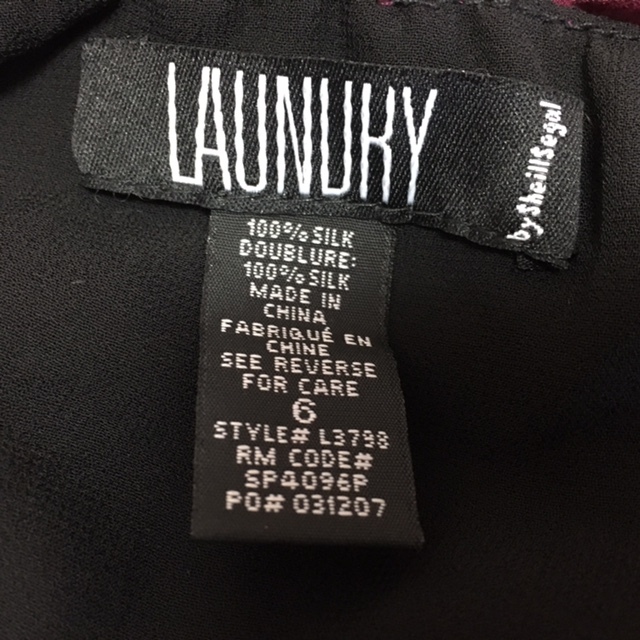 LAUNDRY
by Shelli Segal
100% SILK
DOUBLURE:
100% SILK
MADE IN
CHINA
FABRIQUÉ EN
CHINE
SEE REVERSE
FOR CARE
6
STYLE# L3798
RM CODE#
SP4096P
PO# 031207